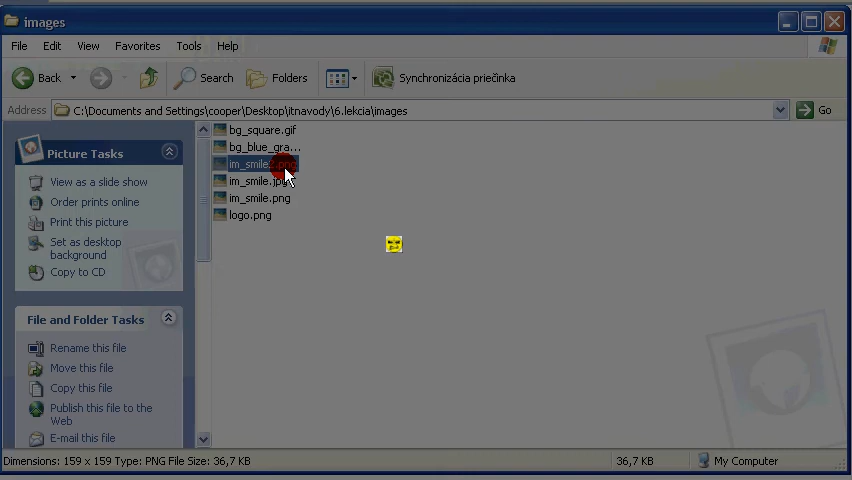 images
File Edit View Favorites Tools Help
Back Search Folders Synchronizácia priečinka
Address C:\Documents and Settings\cooper\Desktop\itnavody\6.lekcia\images Go
Picture Tasks
View as a slide show
Order prints online
Print this picture
Set as desktop
background
Copy to CD
File and Folder Tasks
Rename this file
Move this file
Copy this file
Publish this file to the
Web
E-mail this file
bg_square.gif
bg_blue_gra...
im_smile2.png
im_smile.jpg
im_smile.png
logo.png
Dimensions: 159 x 159 Type: PNG File Size: 36,7 KB 36,7 KB My Computer